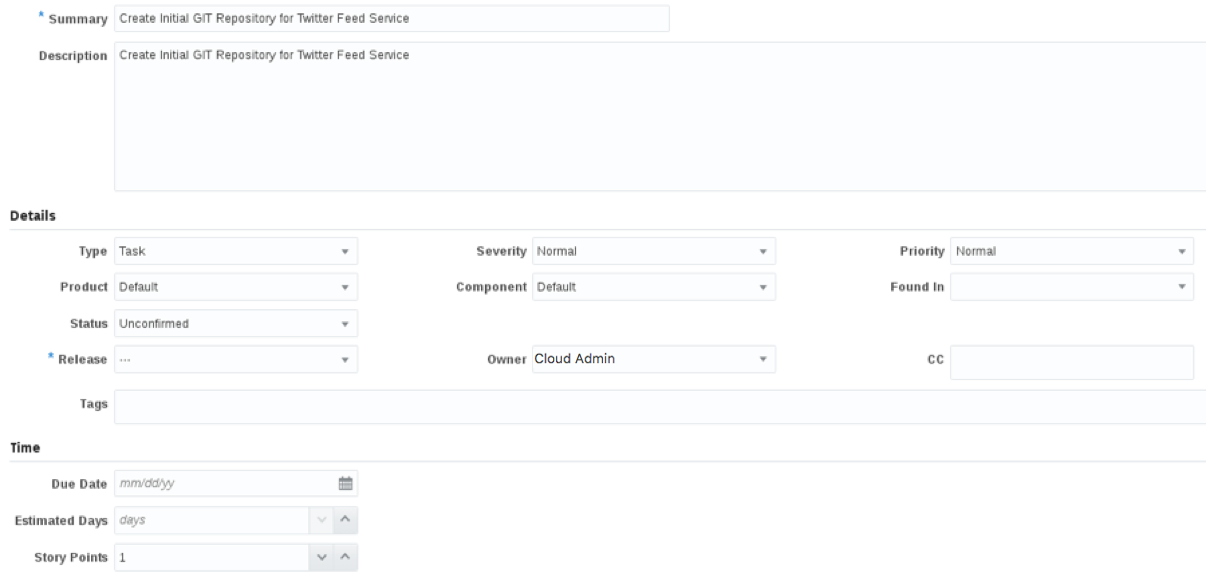 * Summary Create Initial GIT Repository for Twitter Feed Service
Description Create Initial GIT Repository for Twitter Feed Service
Details
Type Task Severity Normal Priority Normal
Product Default Component Default Found In
Status Unconfirmed
* Release --- Owner Cloud Admin CC
Tags
Time
Due Date mm/dd/yy
Estimated Days days
Story Points 1